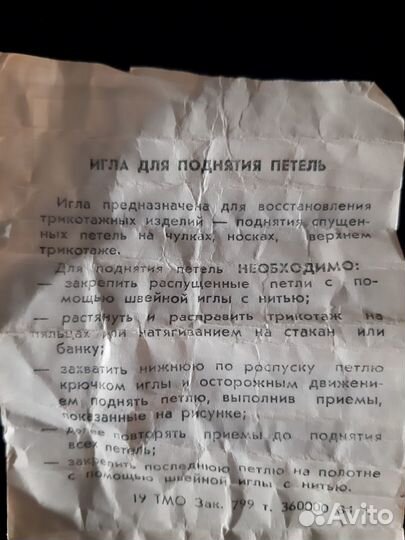 ИГЛА ДЛЯ ПОДНЯТИЯ ПЕТЕЛЬ
Игла предназначена для восстановления
трикотажных изделий — поднятия спущен-
ных петель на чулках, носках, верхнем
трикотаже.
Для поднятия петель НЕОБХОДИМО:
— закрепить распущенные петли с по-
мощью швейной иглы с нитью;
— растянуть и расправить трикотаж на
пяльцах или натягиванием на стакан или
банку;
— захватить нижнюю по роспуску петлю
крючком иглы и осторожным движени-
ем поднять петлю, выполнив приемы,
показанные на рисунке;
— далее повторять приемы до поднятия
всех петель;
— закрепить последнюю петлю на полотне
с помощью швейной иглы с нитью.
ТМО Зак. 799 т. 360000
Avito